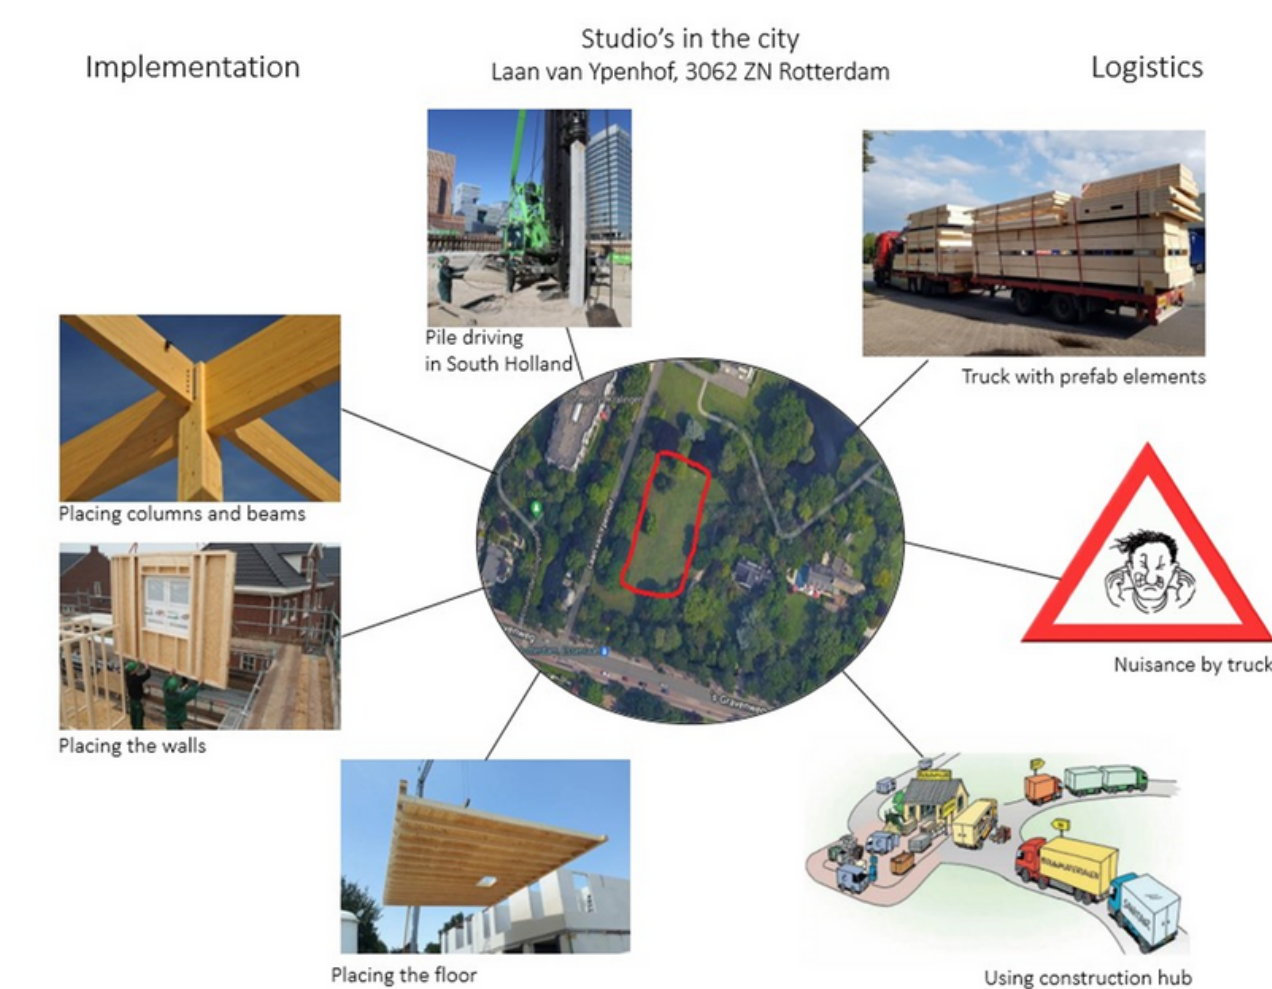 Studio's in the city
Laan van Ypenhof, 3062 ZN Rotterdam
Implementation
Logistics
Pile driving
in South Holland
Truck with prefab elements
Placing columns and beams
Nuisance by truck
Placing the walls
Placing the floor
Using construction hub